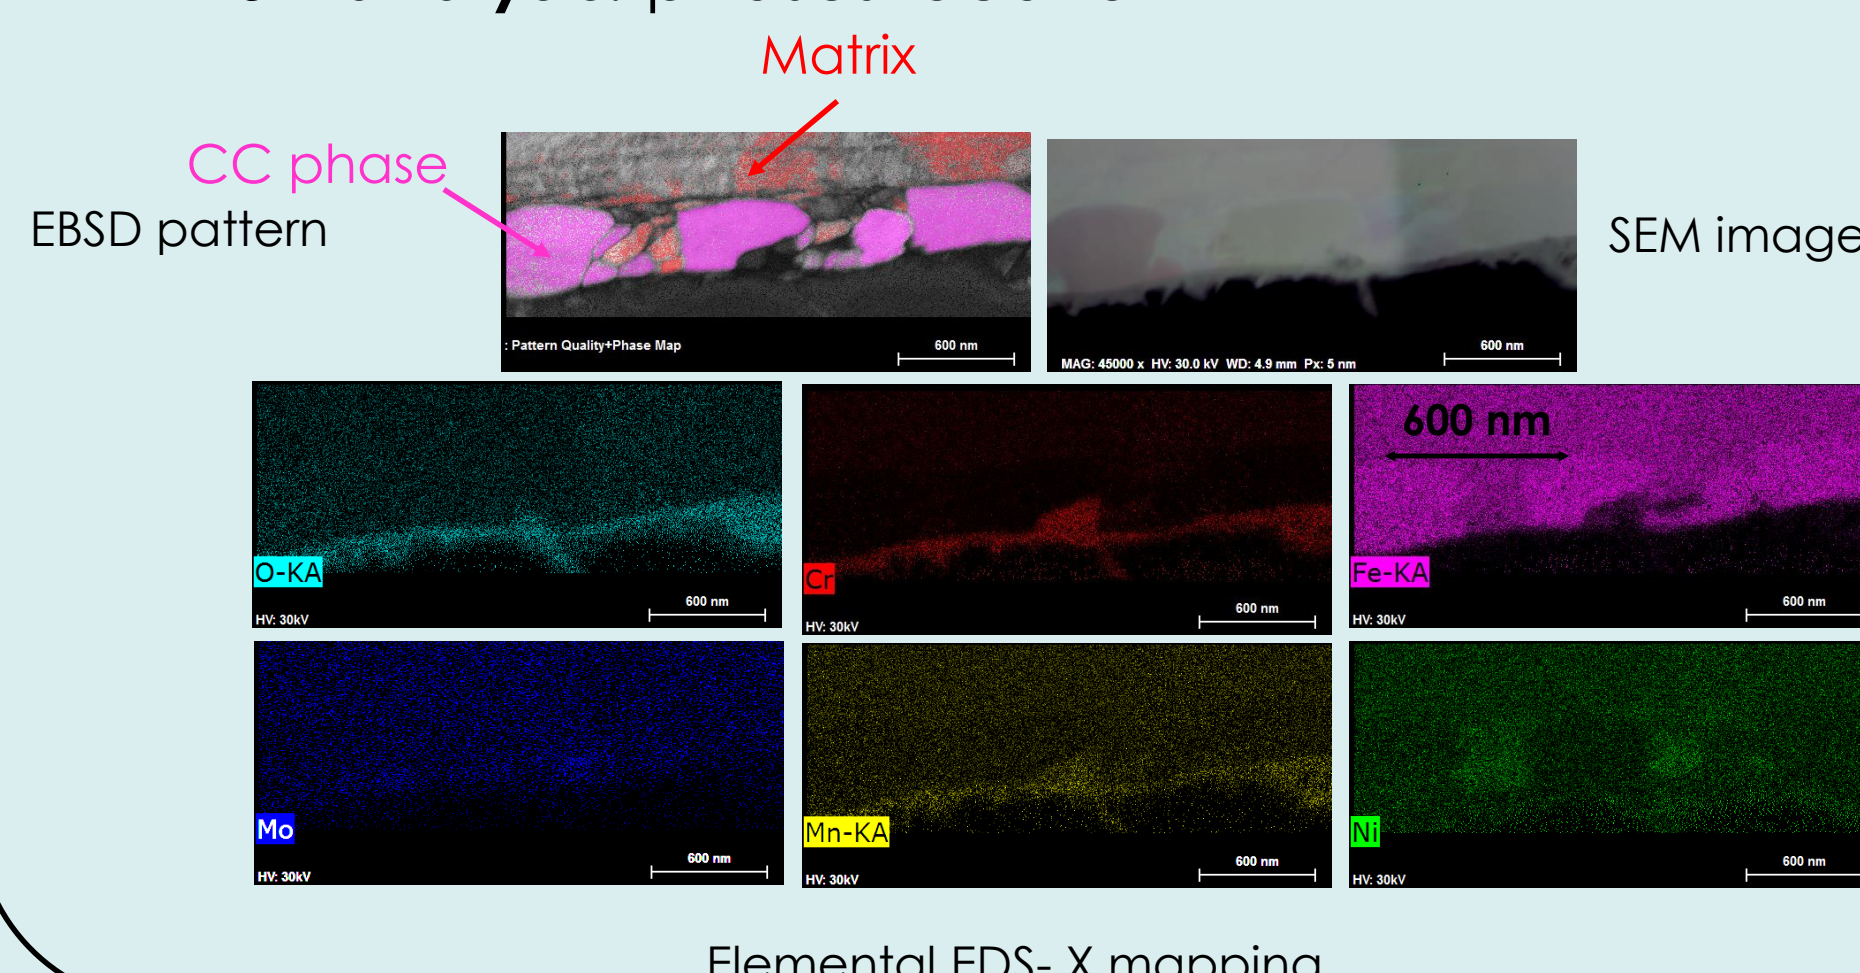 Matrix
CC phase
EBSD pattern
SEM image
: Pattern Quality+Phase Map
600 nm
MAG: 45000 x HV: 30.0 kV WD: 4.9 mm Px: 5 nm
600 nm
O-KA
HV: 30kV
600 nm
Cr
HV: 30kV
600 nm
600 nm
Fe-KA
HV: 30kV
600 nm
Mo
HV: 30kV
600 nm
Mn-KA
HV: 30kV
600 nm
Ni
HV: 30kV
600 nm
Elemental EDS- X mapping